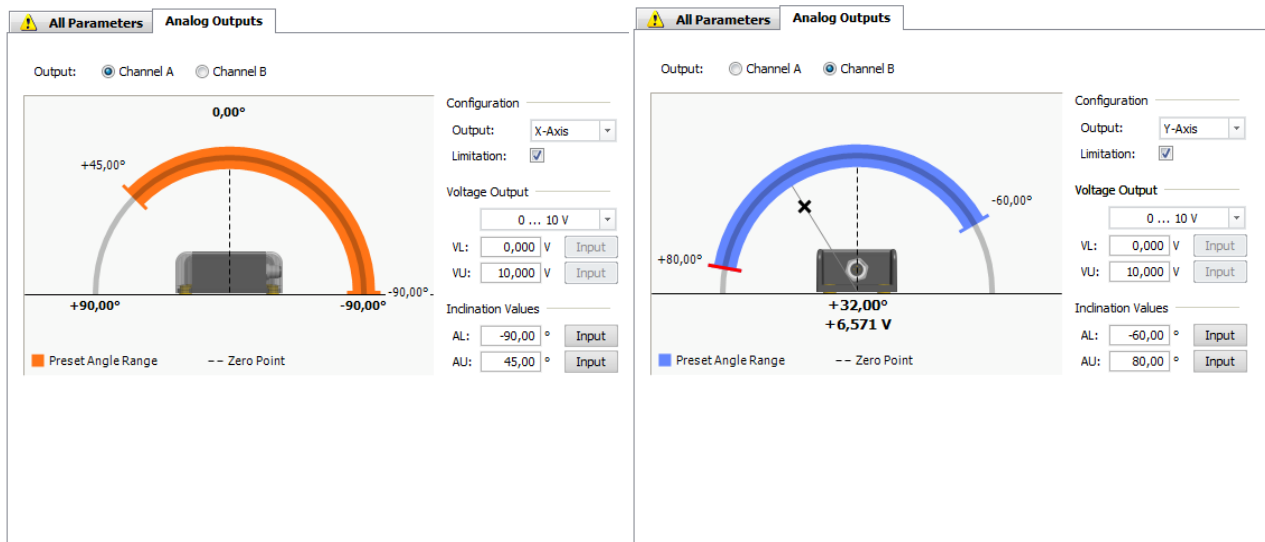 All Parameters Analog Outputs
Output: Channel A Channel B
0,00°
+45,00°
-90,00°
+90,00° -90,00°
Preset Angle Range -- Zero Point
Configuration
Output: X-Axis
Limitation:
Voltage Output
0 ... 10 V
VL: 0,000 V Input
VU: 10,000 V Input
Inclination Values
AL: -90,00 ° Input
AU: 45,00 ° Input
All Parameters Analog Outputs
Output: Channel A Channel B
-60,00°
+80,00°
+32,00°
+6,571 V
Preset Angle Range -- Zero Point
Configuration
Output: Y-Axis
Limitation:
Voltage Output
0 ... 10 V
VL: 0,000 V Input
VU: 10,000 V Input
Inclination Values
AL: -60,00 ° Input
AU: 80,00 ° Input